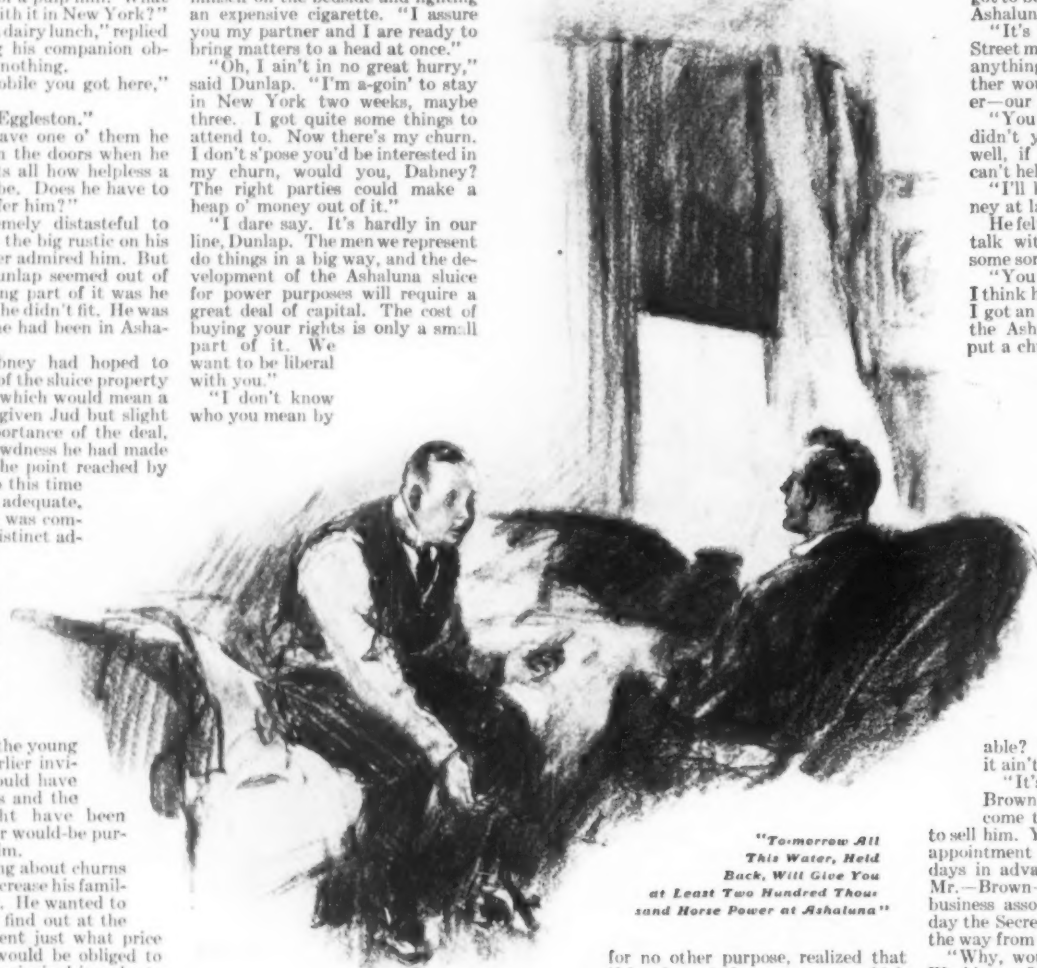 with it in New York?"
dairy lunch," replied
his companion ob-
nothing.
you got here,"
Eggleston."
ave one o' them he
the doors when he
s all how helpless a
be. Does he have to
fer him?"
mely distasteful to
the big rustic on his
er admired him. But
unlap seemed out of
ng part of it was he
he didn't fit. He was
e had been in Asha-
bney had hoped to
of the sluice property
which would mean a
given Jud but slight
portance of the deal,
wdness he had made
the point reached by
this time
adequate,
was com-
istinct ad-
the young
rlier invi-
ould have
s and the
ht have been
r would-be pur-
im.
ng about churns
crease his famil-
. He wanted to
find out at the
ent just what price
would be obliged to
himself on the bedside and lighting
an expensive cigarette. "I assure
you my partner and I are ready to
bring matters to a head at once."
"Oh, I ain't in no great hurry,"
said Dunlap. "I'm a-goin' to stay
in New York two weeks, maybe
three. I got quite some things to
attend to. Now there's my churn.
I don't s'pose you'd be interested in
my churn, would you, Dabney?
The right parties could make a
heap o' money out of it."
"I dare say. It's hardly in our
line, Dunlap. The men we represent
do things in a big way, and the de-
velopment of the Ashaluna sluice
for power purposes will require a
great deal of capital. The cost of
buying your rights is only a small
part of it. We
want to be liberal
with you."
"I don't know
who you mean by
"Tomorrow All
This Water, Held
Back, Will Give You
at Least Two Hundred Thou-
sand Horse Power at Ashaluna"
for no other purpose, realized that
Ashalun
"It's
Street m
anything
ther wou
er—our
"You
didn't y
well, if
can't hel
"I'll h
ney at la
He fel
talk wit
some sor
"You
I think h
I got an
the Ash
put a ch
able?
it ain't
"It's
Brown
come t
to sell him. Y
appointment
days in adva
Mr.—Brown-
business asso
day the Secre
the way from
"Why, wou